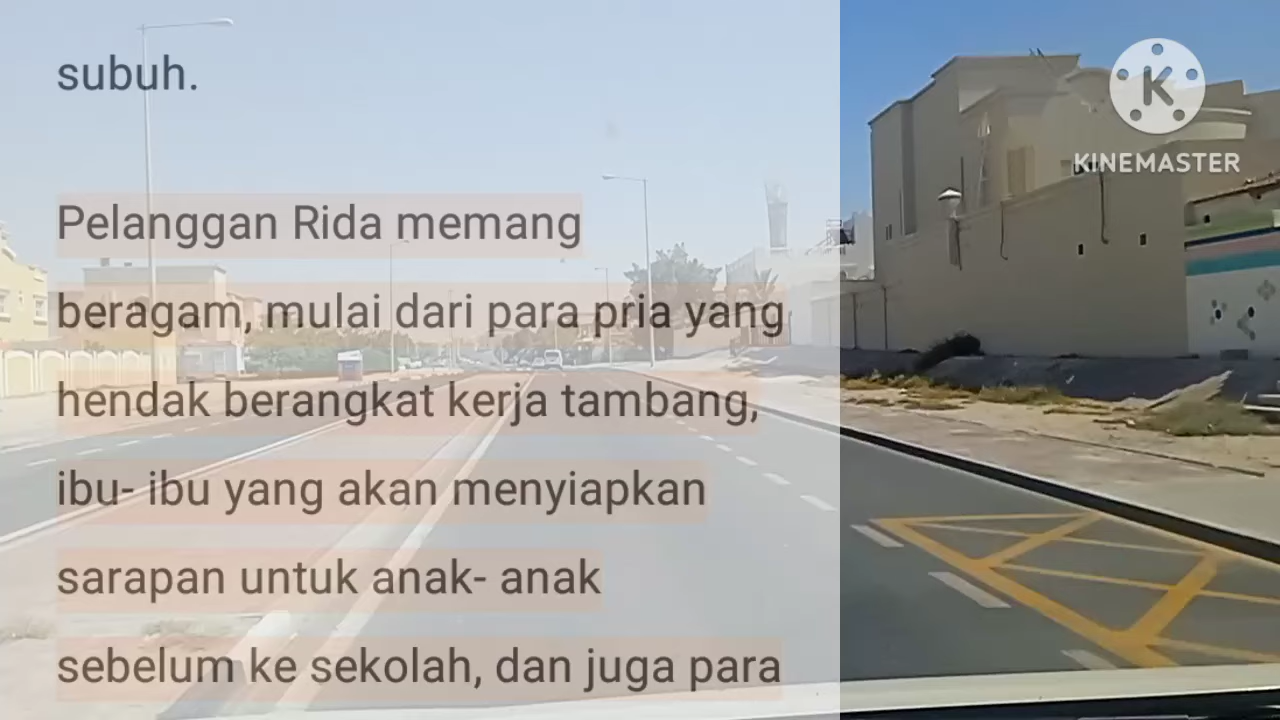 subuh.
Pelanggan Rida memang
beragam, mulai dari para pria yang
hendak berangkat kerja tambang,
ibu- ibu yang akan menyiapkan
sarapan untuk anak- anak
sebelum ke sekolah, dan juga para
K
KINEMASTER